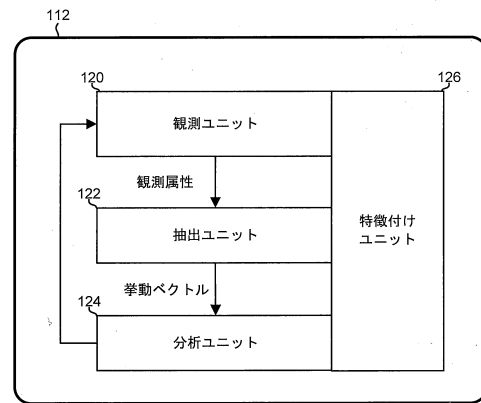 112
120
126
観測ユニット
観測属性
122
抽出ユニット
特徴付け
ユニット
挙動ベクトル
124
分析ユニット